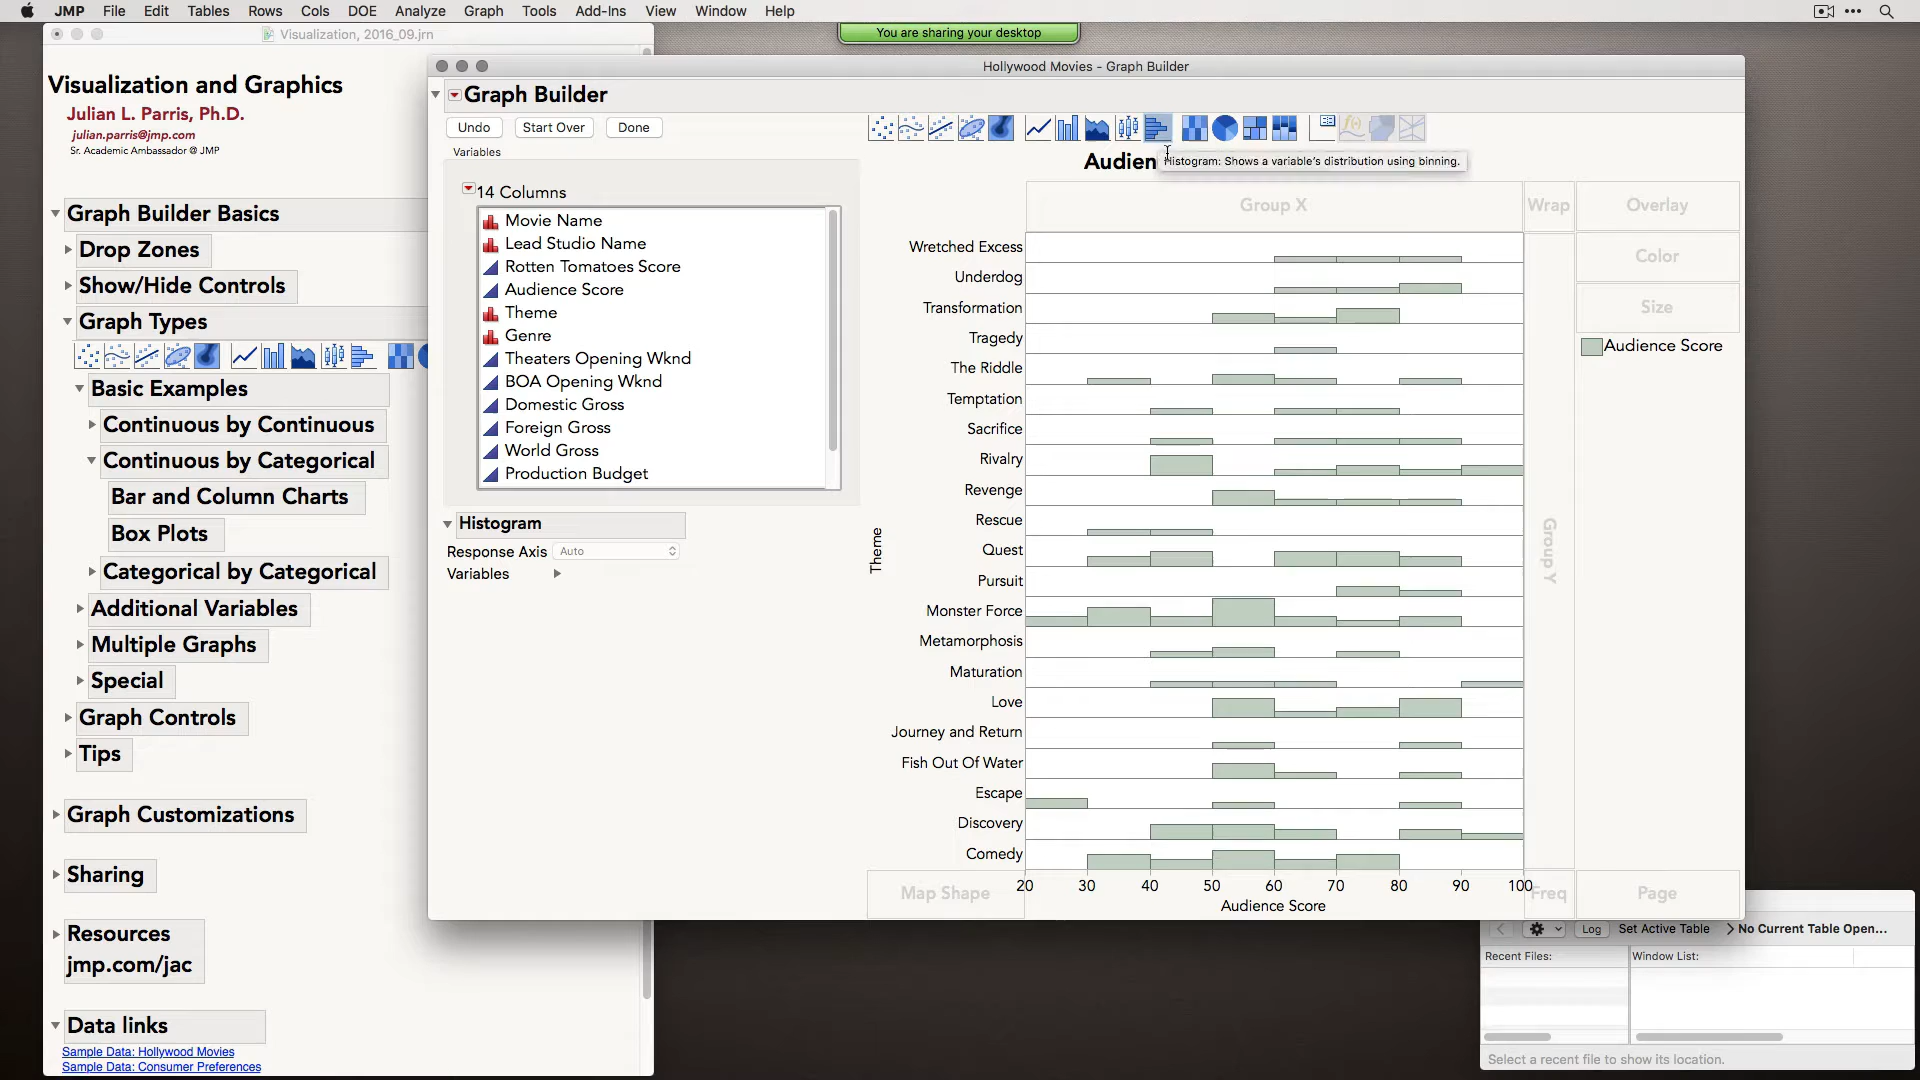 JMP File Edit Tables Rows Cols DOE Analyze Graph Tools Add-Ins View Window Help
You are sharing your desktop
Visualization, 2016_09.jrn
Visualization and Graphics
Julian L. Parris, Ph.D.
julian.parris@jmp.com
Sr. Academic Ambassador @ JMP
Graph Builder Basics
Drop Zones
Show/Hide Controls
Graph Types
Basic Examples
Continuous by Continuous
Continuous by Categorical
Bar and Column Charts
Box Plots
Categorical by Categorical
Additional Variables
Multiple Graphs
Special
Graph Controls
Tips
Graph Customizations
Sharing
Resources
jmp.com/jac
Data links
Sample Data: Hollywood Movies
Sample Data: Consumer Preferences
Hollywood Movies - Graph Builder
Graph Builder
Undo Start Over Done
Variables
14 Columns
Movie Name
Lead Studio Name
Rotten Tomatoes Score
Audience Score
Theme
Genre
Theaters Opening Wknd
BOA Opening Wknd
Domestic Gross
Foreign Gross
World Gross
Production Budget
Histogram
Response Axis Auto
Variables
Audien
Histogram: Shows a variable's distribution using binning.
Group X
Wrap
Overlay
Color
Size
Audience Score
Theme
Wretched Excess
Underdog
Transformation
Tragedy
The Riddle
Temptation
Sacrifice
Rivalry
Revenge
Rescue
Quest
Pursuit
Monster Force
Metamorphosis
Maturation
Love
Journey and Return
Fish Out Of Water
Escape
Discovery
Comedy
Group Y
20 30 40 50 60 70 80 90 100
Audience Score
Map Shape
Freq
Page
Log Set Active Table No Current Table Open...
Recent Files: Window List:
Select a recent file to show its location.